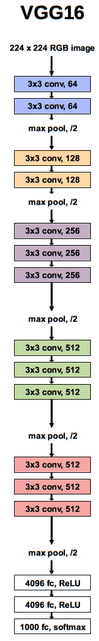 VGG16
224 x 224 RGB image
3x3 conv, 64
3x3 conv, 64
max pool, /2
3x3 conv, 128
3x3 conv, 128
max pool, /2
3x3 conv, 256
3x3 conv, 256
3x3 conv, 256
max pool, /2
3x3 conv, 512
3x3 conv, 512
3x3 conv, 512
max pool, /2
3x3 conv, 512
3x3 conv, 512
3x3 conv, 512
max pool, /2
4096 fc, ReLU
4096 fc, ReLU
1000 fc, softmax